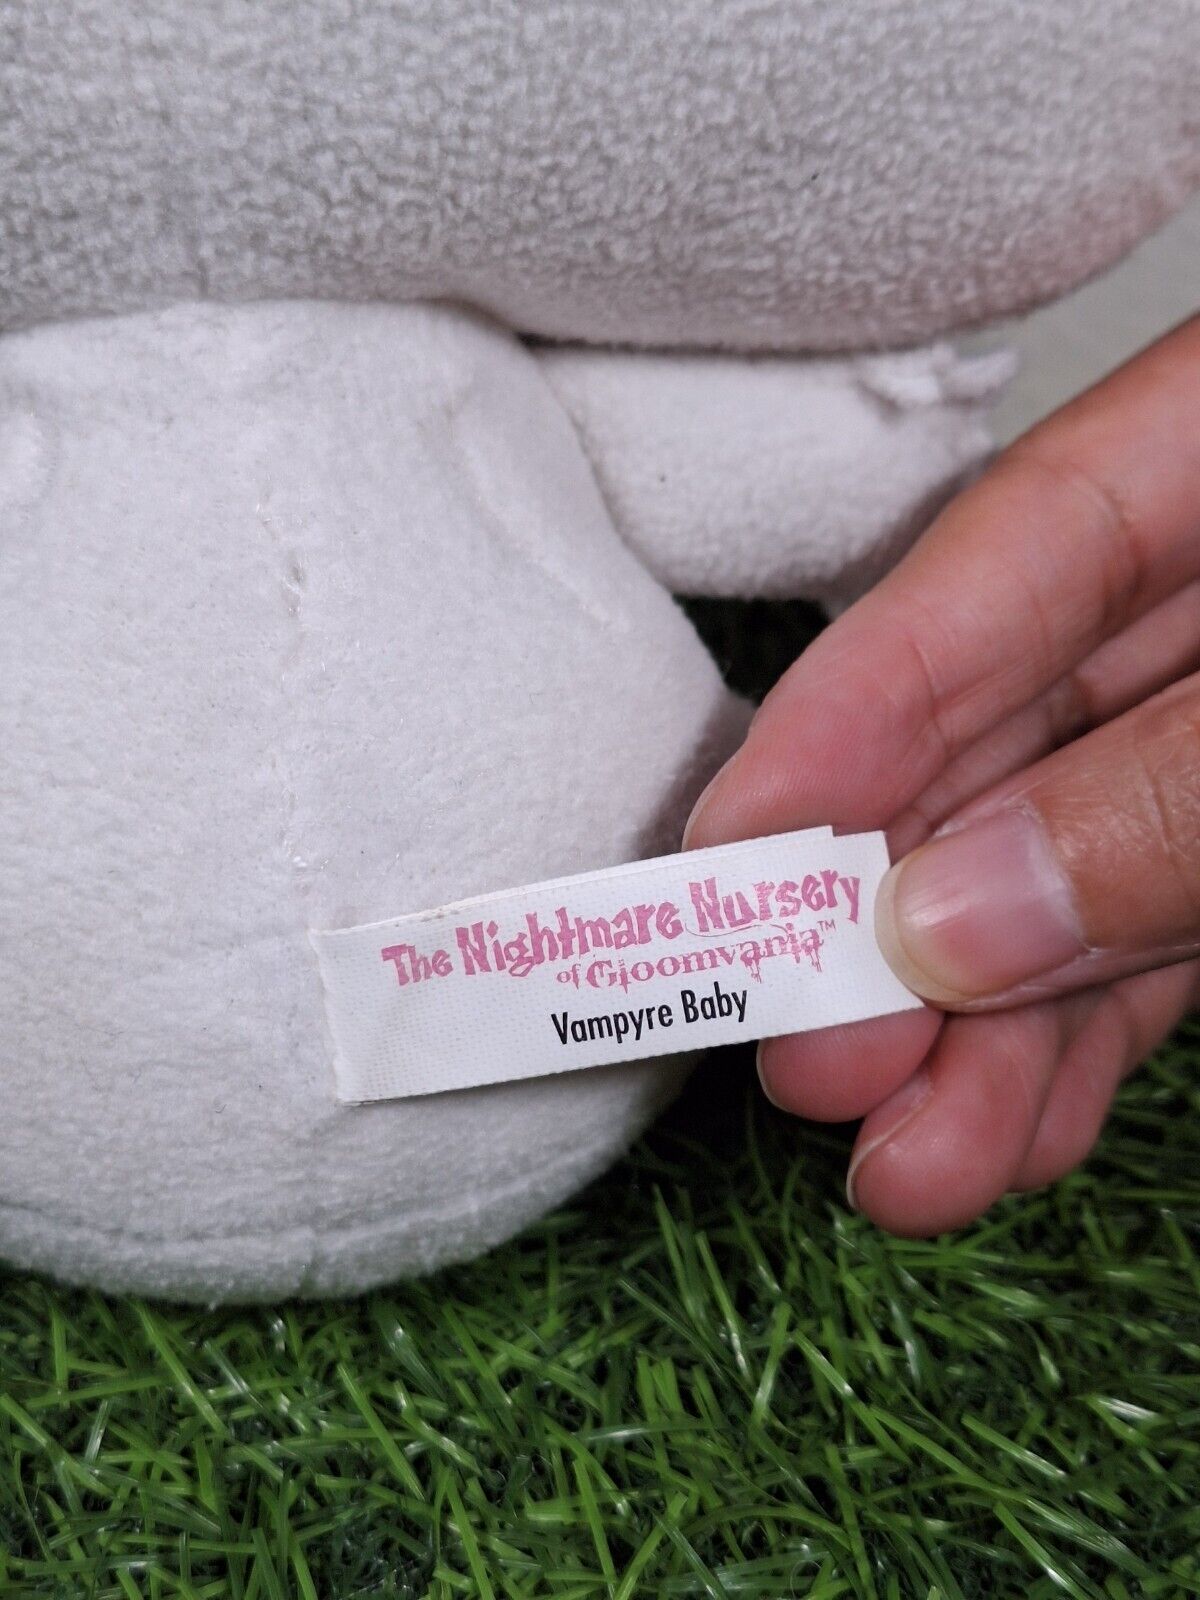 The Nightmare Nursery
of Gloomvania™
Vampyre Baby